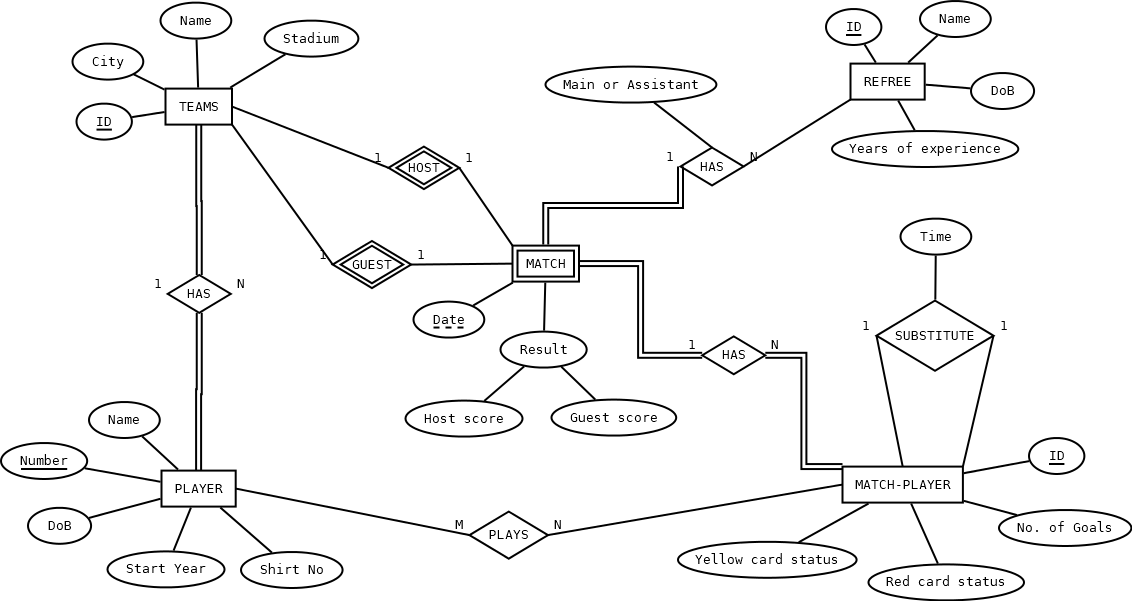 Name
City
Stadium
ID
TEAMS
Main or Assistant
ID
Name
REFREE
DoB
Years of experience
1
HOST
1
1
HAS
N
1
GUEST
1
MATCH
Date
Result
Host score
Guest score
Time
1
SUBSTITUTE
1
1
HAS
N
1
HAS
N
Name
Number
PLAYER
DoB
Start Year
Shirt No
M
PLAYS
N
ID
MATCH-PLAYER
No. of Goals
Yellow card status
Red card status